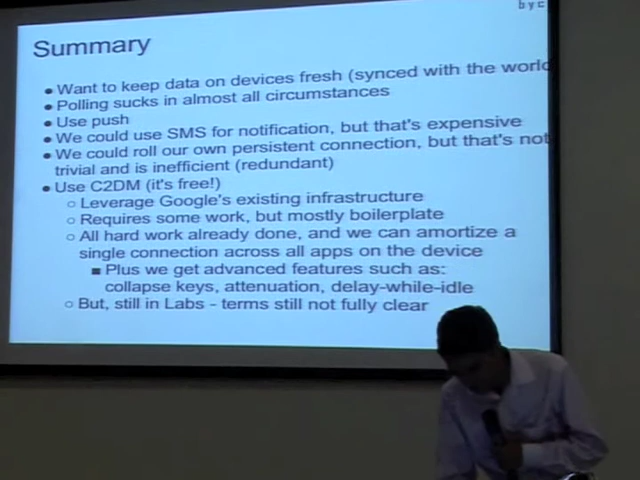 byc
Summary
● Want to keep data on devices fresh (synced with the world
● Polling sucks in almost all circumstances
● Use push
● We could use SMS for notification, but that's expensive
● We could roll our own persistent connection, but that's not
trivial and is inefficient (redundant)
● Use C2DM (it's free!)
○ Leverage Google's existing infrastructure
○ Requires some work, but mostly boilerplate
○ All hard work already done, and we can amortize a
single connection across all apps on the device
■ Plus we get advanced features such as:
collapse keys, attenuation, delay-while-idle
○ But, still in Labs - terms still not fully clear